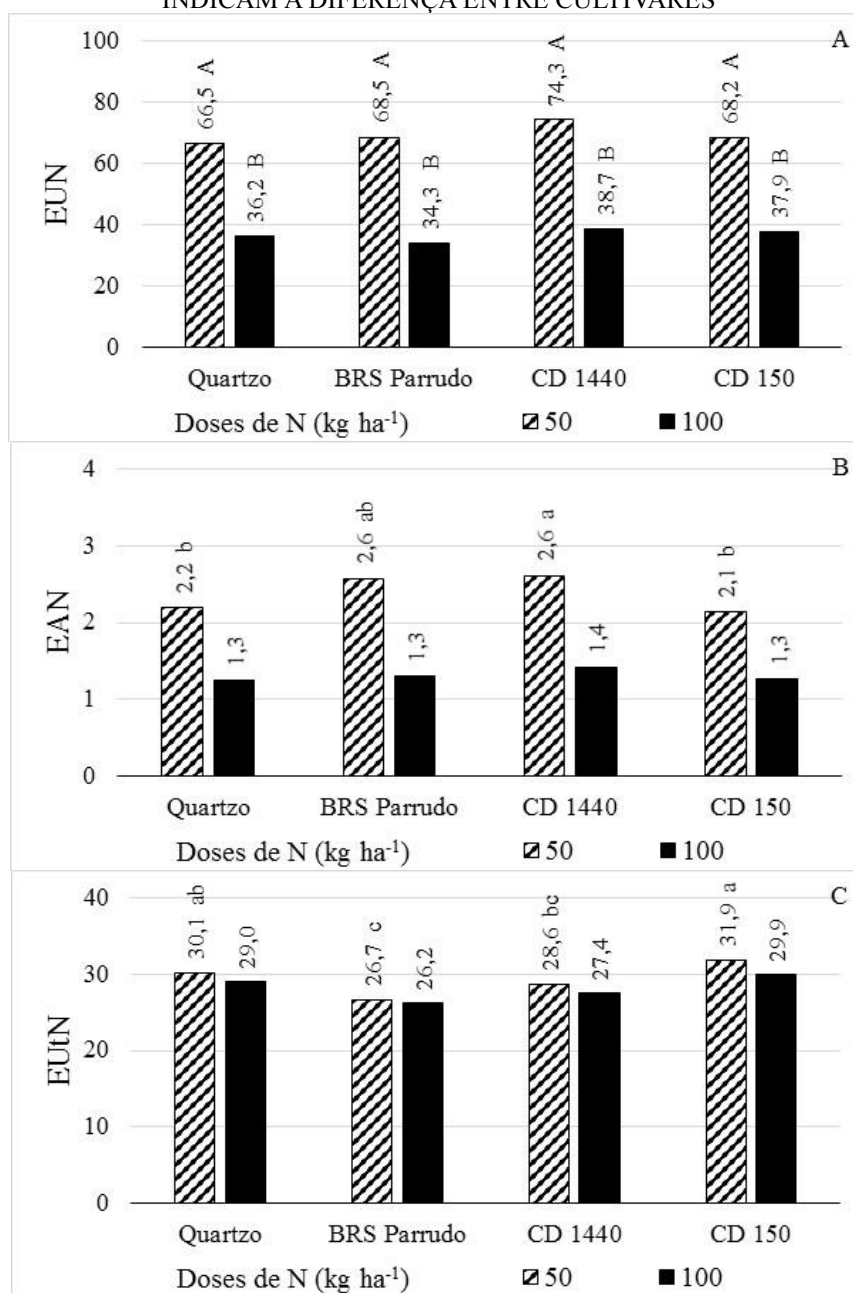 INDICAM A DIFERENÇA ENTRE CULTIVARES
A
EUN
100
80
60
40
20
0
66,5 A
36,2 B
68,5 A
34,3 B
74,3 A
38,7 B
68,2 A
37,9 B
Quartzo BRS Parrudo CD 1440 CD 150
Doses de N (kg ha⁻¹) 50 100
B
EAN
4
3
2
1
0
2,2 b
1,3
2,6 ab
1,3
2,6 a
1,4
2,1 b
1,3
Quartzo BRS Parrudo CD 1440 CD 150
Doses de N (kg ha⁻¹) 50 100
C
EUtN
40
30
20
10
0
30,1 ab
29,0
26,7 c
26,2
28,6 bc
27,4
31,9 a
29,9
Quartzo BRS Parrudo CD 1440 CD 150
Doses de N (kg ha⁻¹) 50 100